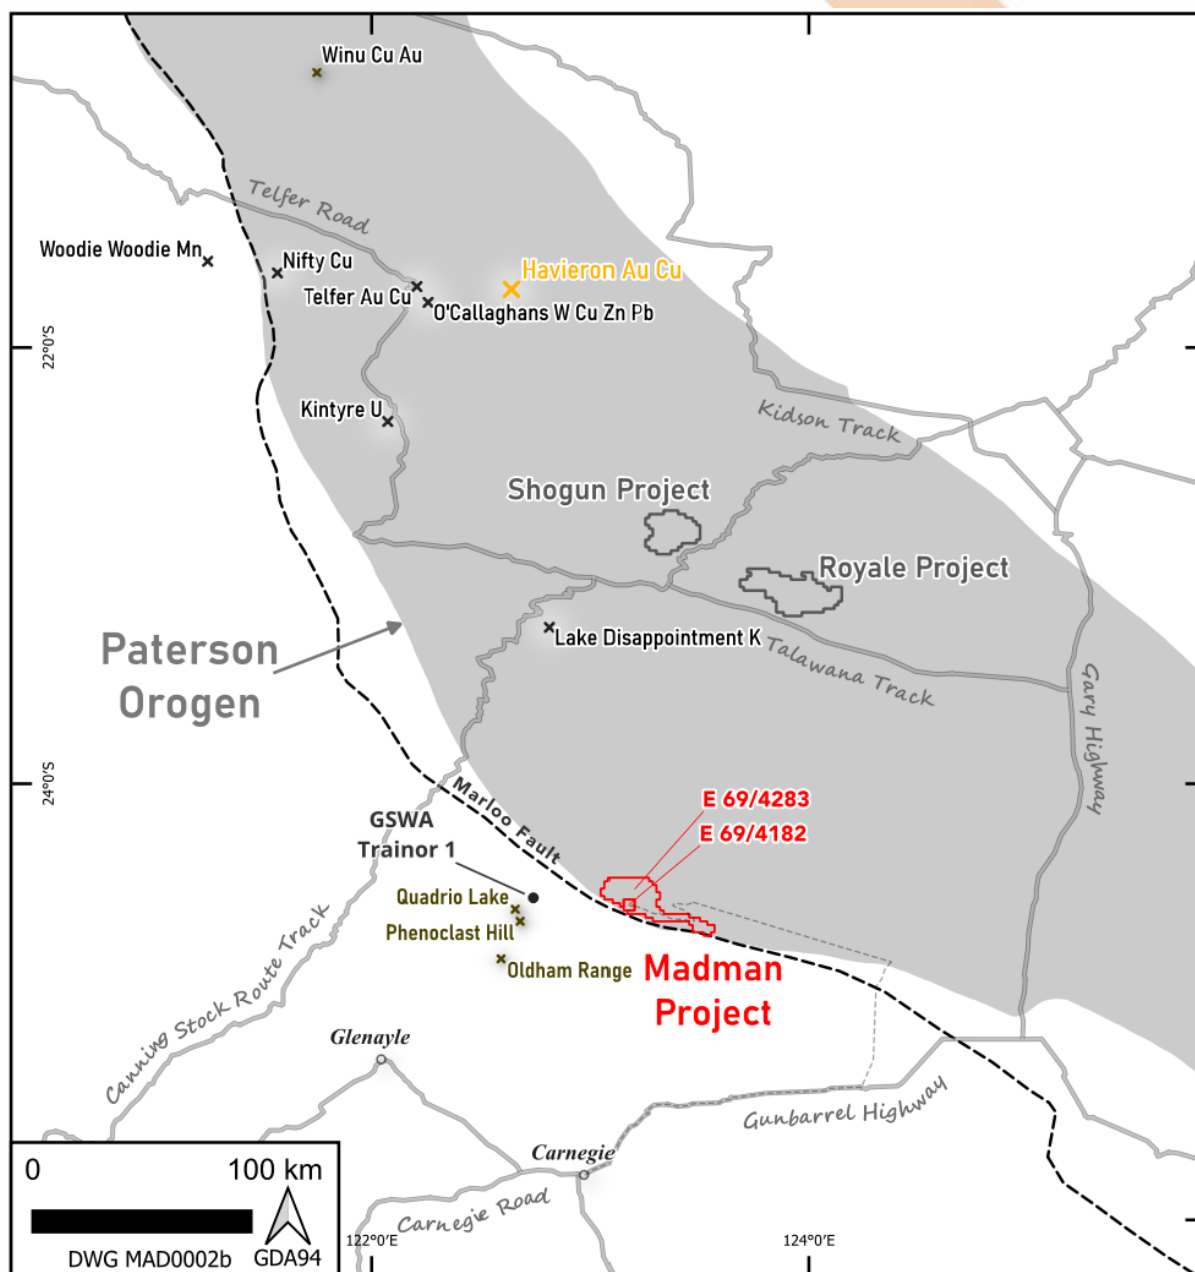 Winu Cu Au
Telfer Road
Woodie Woodie Mn
Nifty Cu
Havieron Au Cu
Telfer Au Cu
O'Callaghans W Cu Zn Pb
22°0'S
Kintyre U
Kidson Track
Shogun Project
Royale Project
Lake Disappointment K
Talawana Track
Paterson
Orogen
Gary Highway
24°0'S
Marloo Fault
E 69/4283
E 69/4182
GSWA
Trainor 1
Quadrio Lake
Phenoclast Hill
Oldham Range
Madman
Project
Canning Stock Route Track
Glenayle
Gunbarrel Highway
Carnegie
Carnegie Road
0 100 km
DWG MAD0002b GDA94
122°0'E
124°0'E